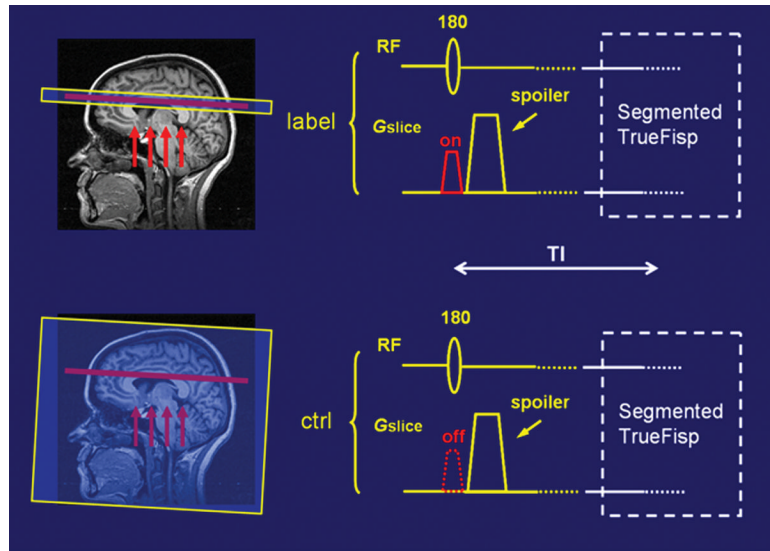 180
RF
spoiler
label
Gslice
on
Segmented
TrueFisp
TI
180
RF
spoiler
ctrl
Gslice
off
Segmented
TrueFisp